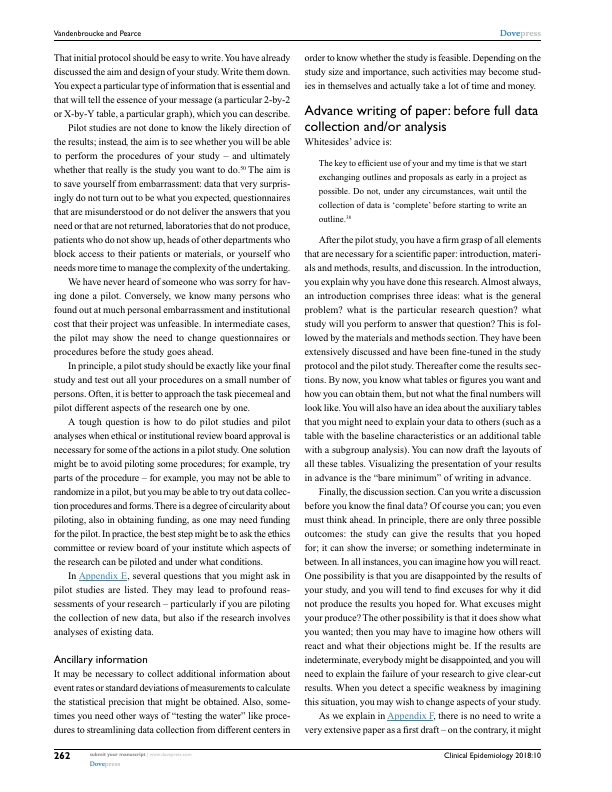 Vandenbroucke and Pearce
Dovepress
That initial protocol should be easy to write. You have already
discussed the aim and design of your study. Write them down.
You expect a particular type of information that is essential and
that will tell the essence of your message (a particular 2-by-2
or X-by-Y table, a particular graph), which you can describe.
Pilot studies are not done to know the likely direction of
the results; instead, the aim is to see whether you will be able
to perform the procedures of your study – and ultimately
whether that really is the study you want to do.50 The aim is
to save yourself from embarrassment: data that very surpris-
ingly do not turn out to be what you expected, questionnaires
that are misunderstood or do not deliver the answers that you
need or that are not returned, laboratories that do not produce,
patients who do not show up, heads of other departments who
block access to their patients or materials, or yourself who
needs more time to manage the complexity of the undertaking.
We have never heard of someone who was sorry for hav-
ing done a pilot. Conversely, we know many persons who
found out at much personal embarrassment and institutional
cost that their project was unfeasible. In intermediate cases,
the pilot may show the need to change questionnaires or
procedures before the study goes ahead.
In principle, a pilot study should be exactly like your final
study and test out all your procedures on a small number of
persons. Often, it is better to approach the task piecemeal and
pilot different aspects of the research one by one.
A tough question is how to do pilot studies and pilot
analyses when ethical or institutional review board approval is
necessary for some of the actions in a pilot study. One solution
might be to avoid piloting some procedures; for example, try
parts of the procedure – for example, you may not be able to
randomize in a pilot, but you may be able to try out data collec-
tion procedures and forms. There is a degree of circularity about
piloting, also in obtaining funding, as one may need funding
for the pilot. In practice, the best step might be to ask the ethics
committee or review board of your institute which aspects of
the research can be piloted and under what conditions.
In Appendix E, several questions that you might ask in
pilot studies are listed. They may lead to profound reas-
sessments of your research – particularly if you are piloting
the collection of new data, but also if the research involves
analyses of existing data.
Ancillary information
It may be necessary to collect additional information about
event rates or standard deviations of measurements to calculate
the statistical precision that might be obtained. Also, some-
times you need other ways of “testing the water” like proce-
dures to streamlining data collection from different centers in
order to know whether the study is feasible. Depending on the
study size and importance, such activities may become stud-
ies in themselves and actually take a lot of time and money.
Advance writing of paper: before full data
collection and/or analysis
Whitesides’ advice is:
The key to efficient use of your and my time is that we start
exchanging outlines and proposals as early in a project as
possible. Do not, under any circumstances, wait until the
collection of data is ‘complete’ before starting to write an
outline.38
After the pilot study, you have a firm grasp of all elements
that are necessary for a scientific paper: introduction, materi-
als and methods, results, and discussion. In the introduction,
you explain why you have done this research. Almost always,
an introduction comprises three ideas: what is the general
problem? what is the particular research question? what
study will you perform to answer that question? This is fol-
lowed by the materials and methods section. They have been
extensively discussed and have been fine-tuned in the study
protocol and the pilot study. Thereafter come the results sec-
tions. By now, you know what tables or figures you want and
how you can obtain them, but not what the final numbers will
look like. You will also have an idea about the auxiliary tables
that you might need to explain your data to others (such as a
table with the baseline characteristics or an additional table
with a subgroup analysis). You can now draft the layouts of
all these tables. Visualizing the presentation of your results
in advance is the “bare minimum” of writing in advance.
Finally, the discussion section. Can you write a discussion
before you know the final data? Of course you can; you even
must think ahead. In principle, there are only three possible
outcomes: the study can give the results that you hoped
for; it can show the inverse; or something indeterminate in
between. In all instances, you can imagine how you will react.
One possibility is that you are disappointed by the results of
your study, and you will tend to find excuses for why it did
not produce the results you hoped for. What excuses might
your produce? The other possibility is that it does show what
you wanted; then you may have to imagine how others will
react and what their objections might be. If the results are
indeterminate, everybody might be disappointed, and you will
need to explain the failure of your research to give clear-cut
results. When you detect a specific weakness by imagining
this situation, you may wish to change aspects of your study.
As we explain in Appendix F, there is no need to write a
very extensive paper as a first draft – on the contrary, it might
262
submit your manuscript | www.dovepress.com
Dovepress
Clinical Epidemiology 2018:10